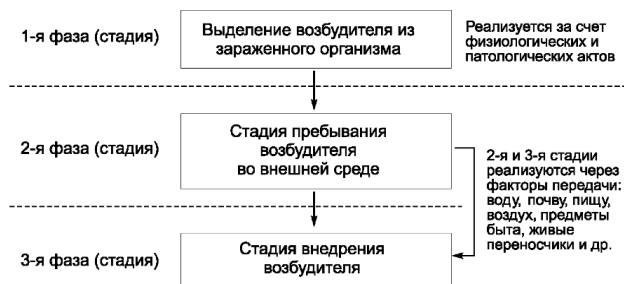 1-я фаза (стадия)
Выделение возбудителя из
зараженного организма
Реализуется за счет
физиологических и
патологических актов
2-я фаза (стадия)
Стадия пребывания
возбудителя
во внешней среде
2-я и 3-я стадии
реализуются через
факторы передачи:
воду, почву, пищу,
воздух, предметы
быта, живые
переносчики и др.
3-я фаза (стадия)
Стадия внедрения
возбудителя